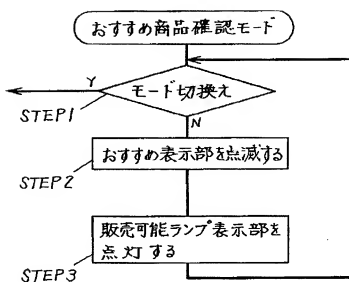 おすすめ商品確認モード
Y
モード切換え
STEP1
N
おすすめ表示部を点滅する
STEP2
販売可能ランプ表示部を
点灯する
STEP3